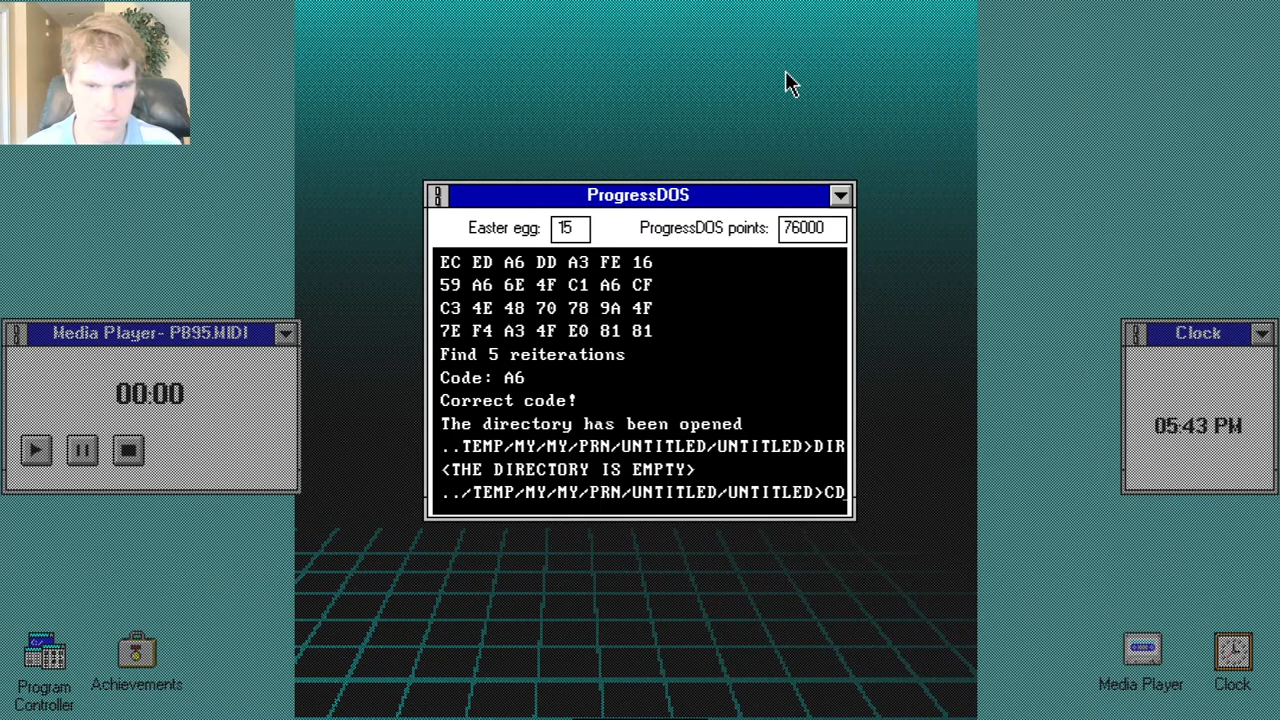 ProgressDOS
Easter egg: 15 ProgressDOS points: 76000
EC ED A6 DD A3 FE 16
59 A6 6E 4F C1 A6 CF
C3 4E 48 70 78 9A 4F
7E F4 A3 4F E0 81 81
Find 5 reiterations
Code: A6
Correct code!
The directory has been opened
..TEMP/MY/MY/PRN/UNTITLED/UNTITLED>DIR
<THE DIRECTORY IS EMPTY>
../TEMP/MY/MY/PRN/UNTITLED/UNTITLED>CD_
Media Player- PB95.MIDI
00:00
Clock
05:43 PM
Program
Controller
Achievements
Media Player
Clock